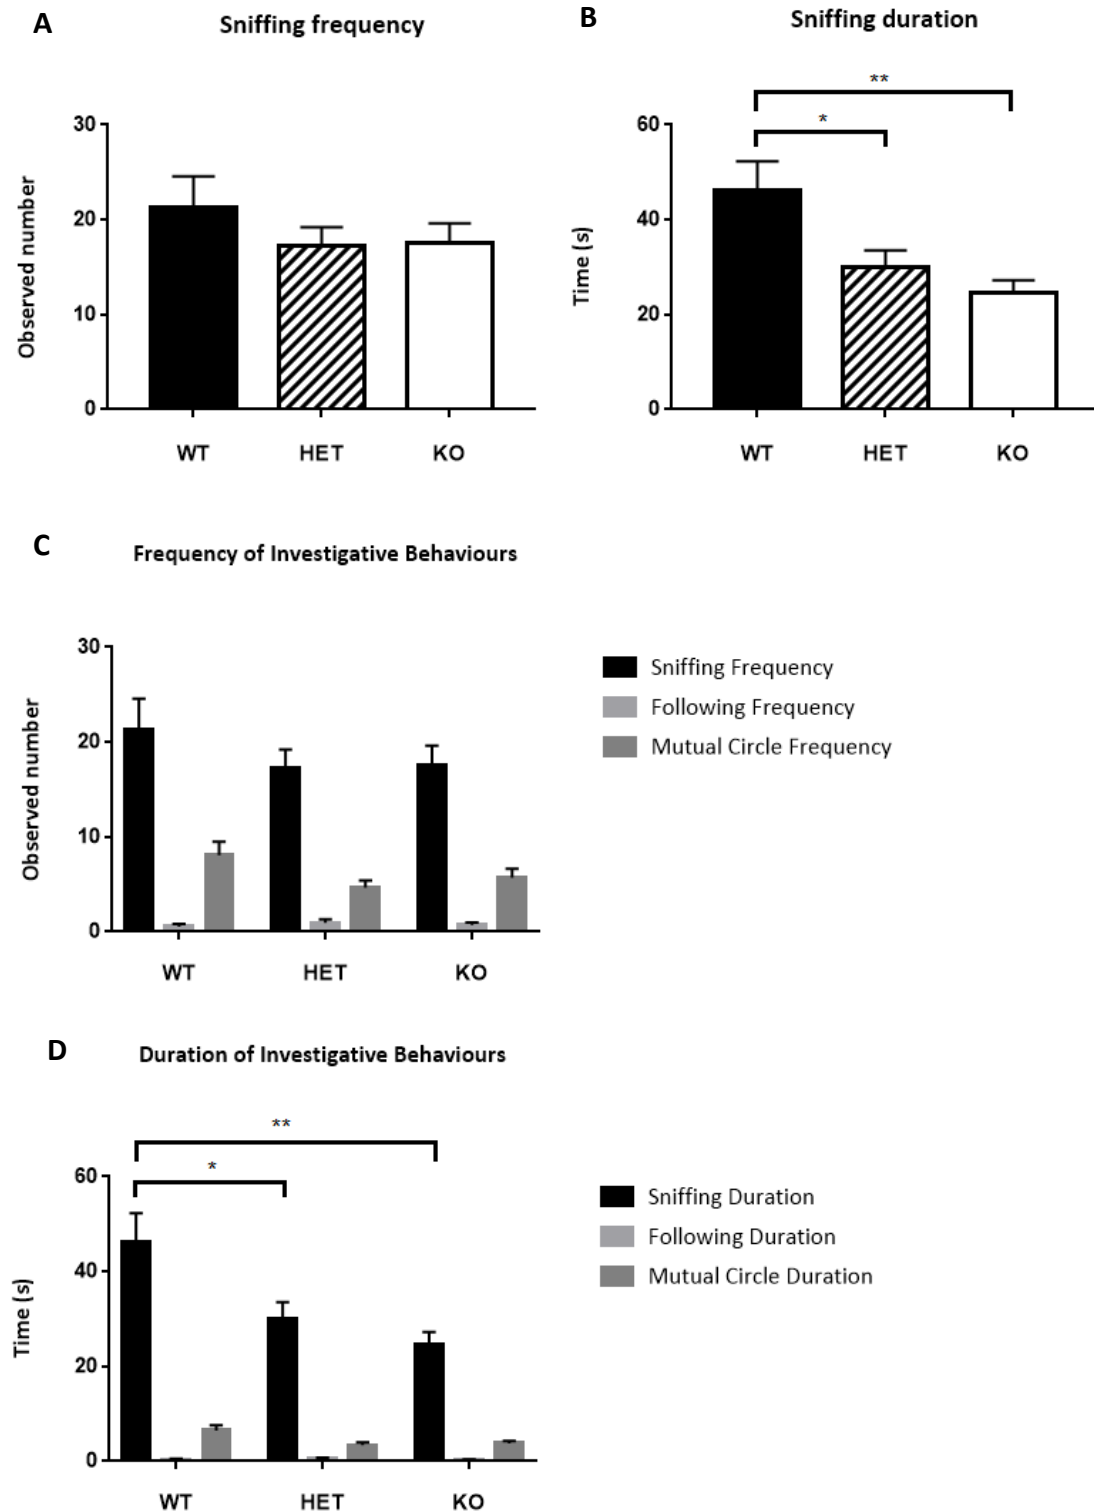 A
Sniffing frequency
Observed number
30
20
10
0
WT HET KO
B
Sniffing duration
**
*
Time (s)
60
40
20
0
WT HET KO
C
Frequency of Investigative Behaviours
Observed number
30
20
10
0
WT HET KO
Sniffing Frequency
Following Frequency
Mutual Circle Frequency
D
Duration of Investigative Behaviours
**
*
Time (s)
60
40
20
0
WT HET KO
Sniffing Duration
Following Duration
Mutual Circle Duration